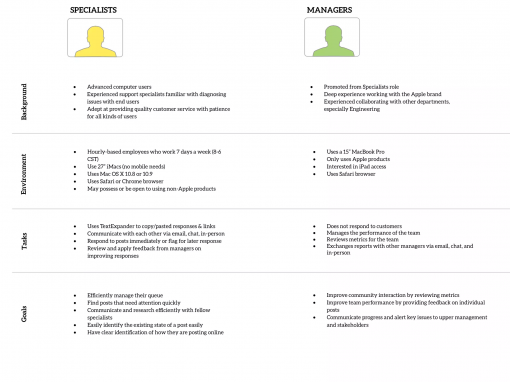 SPECIALISTS
MANAGERS
Background
• Advanced computer users
• Experienced support specialists familiar with diagnosing
issues with end users
• Adept at providing quality customer service with patience
for all kinds of users
• Promoted from Specialists role
• Deep experience working with the Apple brand
• Experienced collaborating with other departments,
especially Engineering
Environment
• Hourly-based employees who work 7 days a week (8-6
CST)
• Use 27" iMacs (no mobile needs)
• Uses Mac OS X 10.8 or 10.9
• Uses Safari or Chrome browser
• May possess or be open to using non-Apple products
• Uses a 15" MacBook Pro
• Only uses Apple products
• Interested in iPad access
• Uses Safari browser
Tasks
• Uses TextExpander to copy/pasted responses & links
• Communicate with each other via email, chat, in-person
• Respond to posts immediately or flag for later response
• Review and apply feedback from managers on
improving responses
• Does not respond to customers
• Manages the performance of the team
• Reviews metrics for the team
• Exchanges reports with other managers via email, chat, and
in-person
Goals
• Efficiently manage their queue
• Find posts that need attention quickly
• Communicate and research efficiently with fellow
specialists
• Easily identify the existing state of a post easily
• Have clear identification of how they are posting online
• Improve community interaction by reviewing metrics
• Improve team performance by providing feedback on individual
posts
• Communicate progress and alert key issues to upper management
and stakeholders